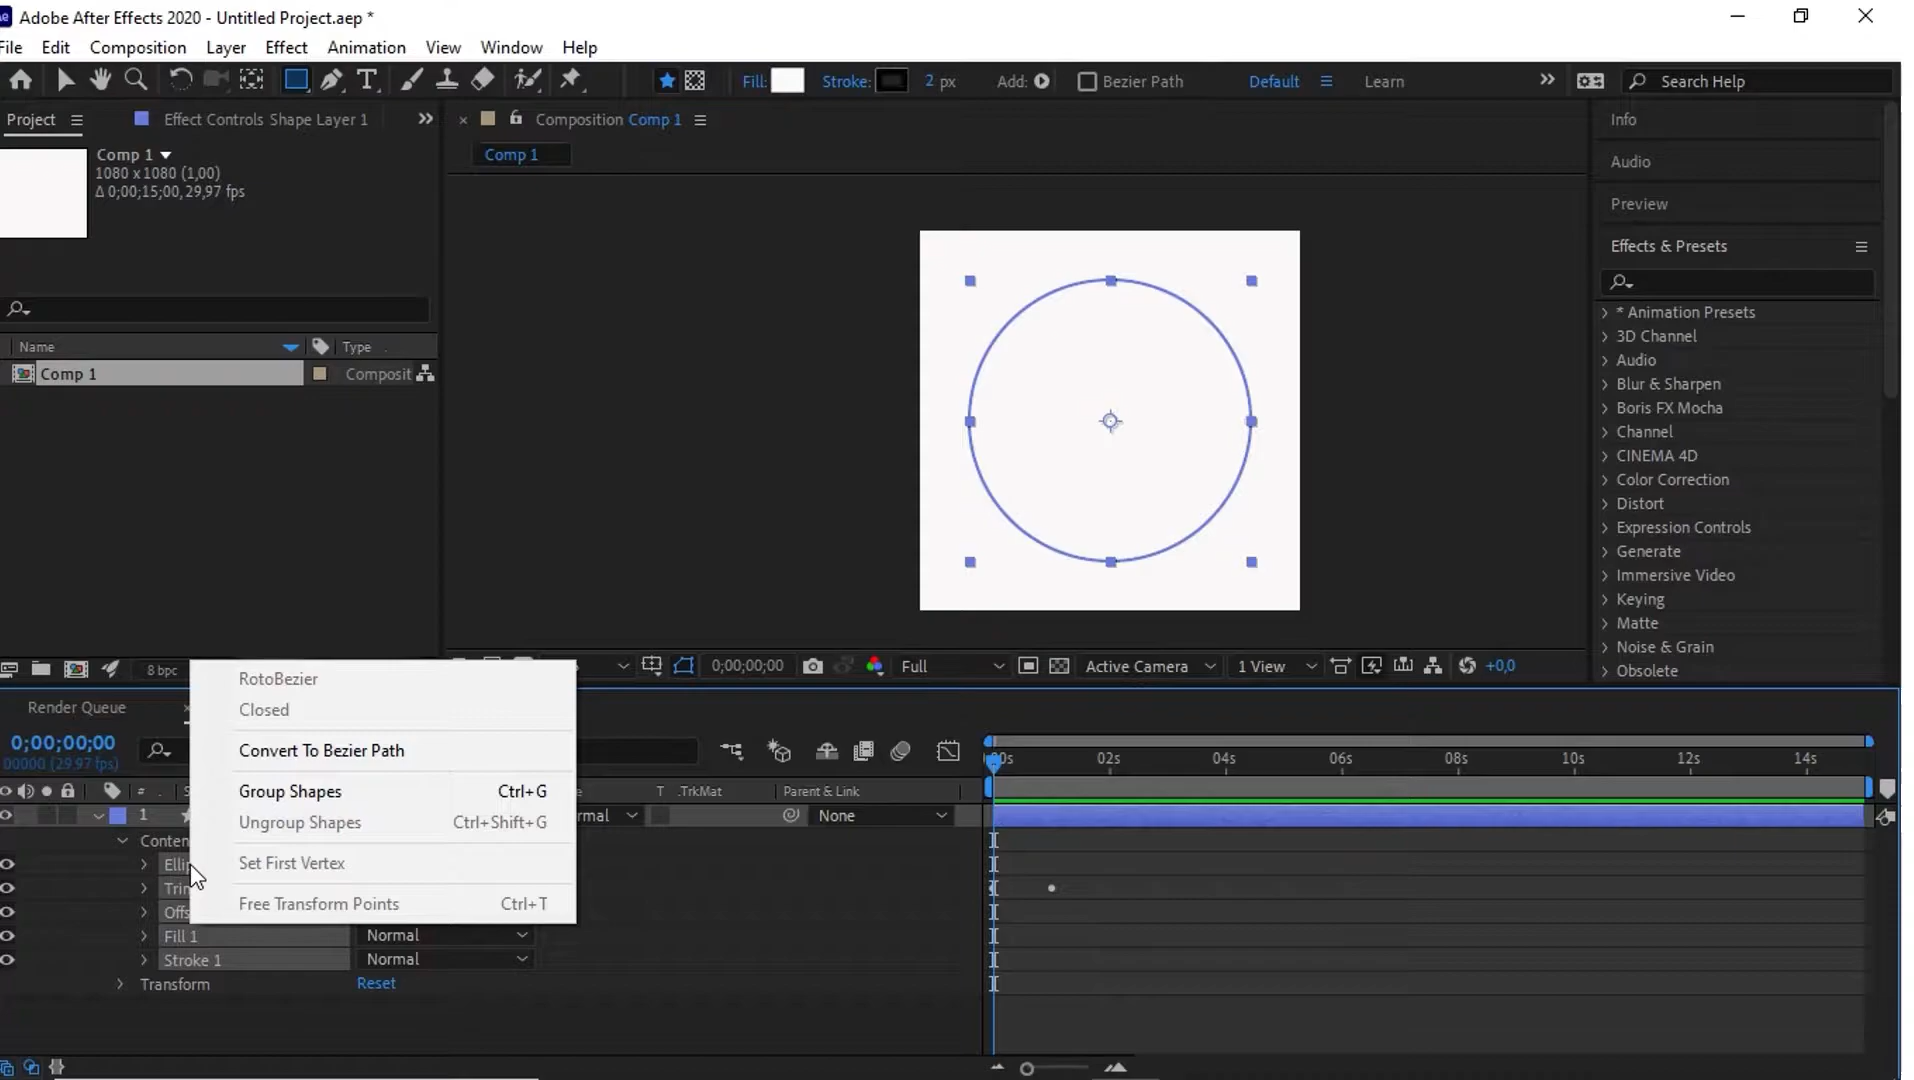 Adobe After Effects 2020 - Untitled Project.aep *
File Edit Composition Layer Effect Animation View Window Help
Fill: Stroke: 2 px Add: Bezier Path Default Learn Search Help
Project Effect Controls Shape Layer 1
Composition Comp 1
Comp 1
Comp 1
1080 x 1080 (1,00)
Δ 0;00;15;00, 29,97 fps
Name Type
Comp 1 Composit
8 bpc
0;00;00;00 Full Active Camera 1 View +0,0
Info
Audio
Preview
Effects & Presets
* Animation Presets
3D Channel
Audio
Blur & Sharpen
Boris FX Mocha
Channel
CINEMA 4D
Color Correction
Distort
Expression Controls
Generate
Immersive Video
Keying
Matte
Noise & Grain
Obsolete
Render Queue
0;00;00;00
00000 (29.97 fps)
RotoBezier
Closed
Convert To Bezier Path
Group Shapes Ctrl+G
Ungroup Shapes Ctrl+Shift+G
Set First Vertex
Free Transform Points Ctrl+T
02s 04s 06s 08s 10s 12s 14s
# T .TrkMat Parent & Link
1 None
Fill 1 Normal
Stroke 1 Normal
Transform Reset